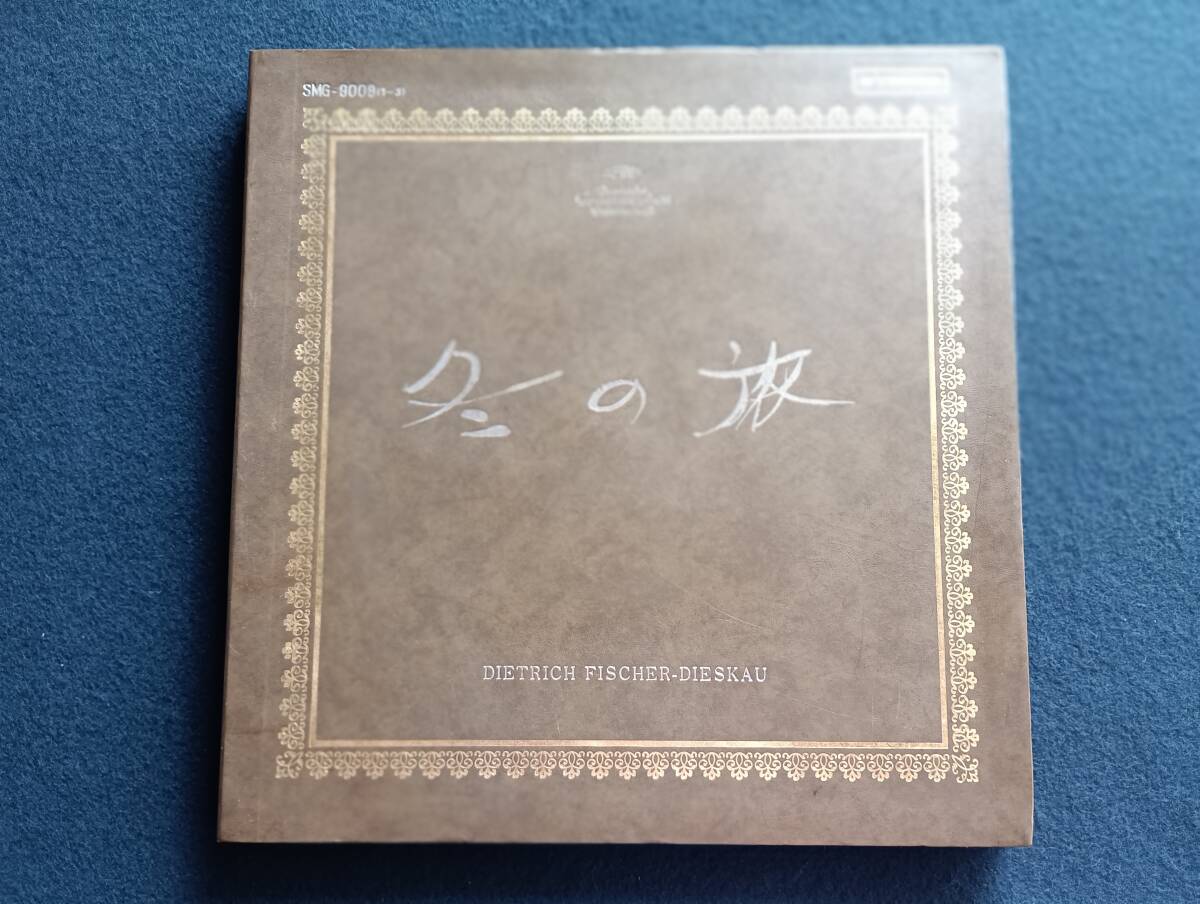 SMG-9009(1-3)
冬の旅
DIETRICH FISCHER-DIESKAU